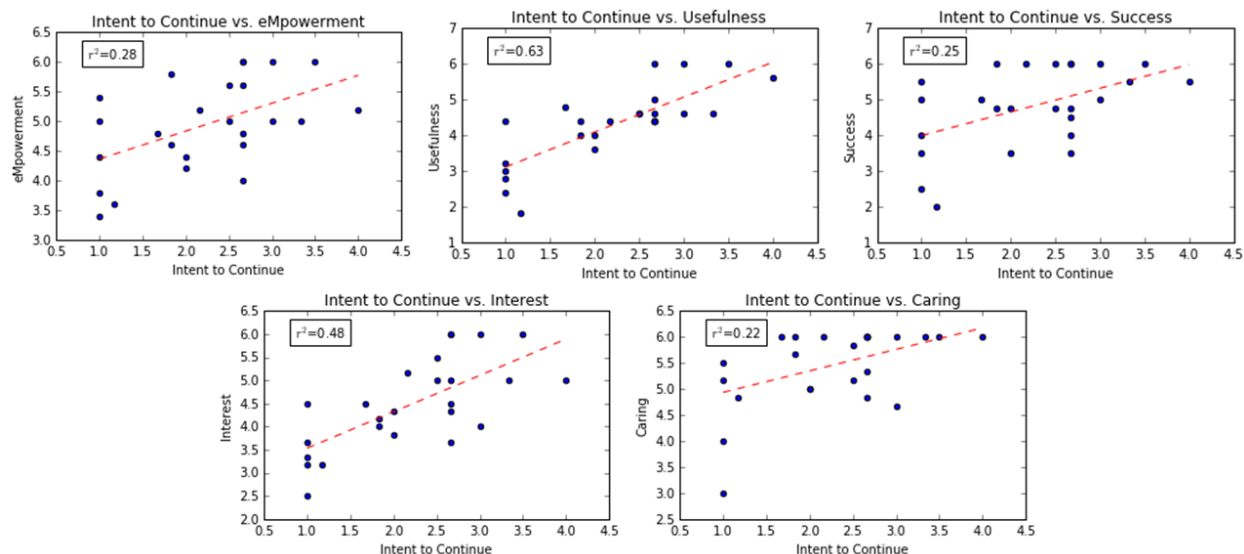 Intent to Continue vs. eMpowerment
6.5
6.0
5.5
5.0
4.5
4.0
3.5
3.0
r²=0.28
eMpowerment
0.5 1.0 1.5 2.0 2.5 3.0 3.5 4.0 4.5
Intent to Continue
Intent to Continue vs. Usefulness
7
6
5
4
3
2
1
r²=0.63
Usefulness
0.5 1.0 1.5 2.0 2.5 3.0 3.5 4.0 4.5
Intent to Continue
Intent to Continue vs. Success
7
6
5
4
3
2
1
r²=0.25
Success
0.5 1.0 1.5 2.0 2.5 3.0 3.5 4.0 4.5
Intent to Continue
Intent to Continue vs. Interest
6.5
6.0
5.5
5.0
4.5
4.0
3.5
3.0
2.5
2.0
r²=0.48
Interest
0.5 1.0 1.5 2.0 2.5 3.0 3.5 4.0 4.5
Intent to Continue
Intent to Continue vs. Caring
6.5
6.0
5.5
5.0
4.5
4.0
3.5
3.0
2.5
r²=0.22
Caring
0.5 1.0 1.5 2.0 2.5 3.0 3.5 4.0 4.5
Intent to Continue